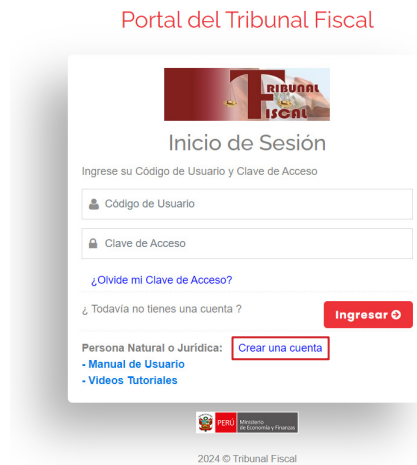 Portal del Tribunal Fiscal
TRIBUNAL
FISCAL
Inicio de Sesión
Ingrese su Código de Usuario y Clave de Acceso
Código de Usuario
Clave de Acceso
¿Olvide mi Clave de Acceso?
¿ Todavía no tienes una cuenta ?
Ingresar
Persona Natural o Jurídica: Crear una cuenta
- Manual de Usuario
- Videos Tutoriales
PERÚ Ministerio
de Economía y Finanzas
2024 © Tribunal Fiscal